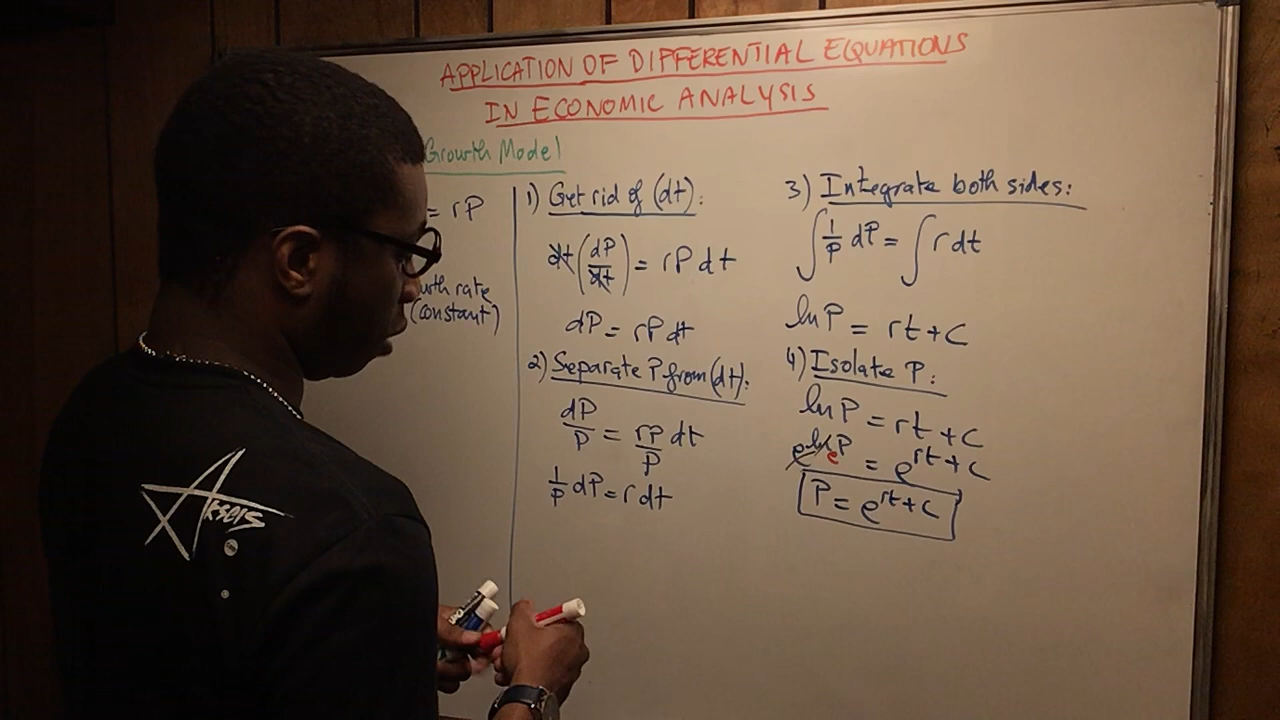 APPLICATION OF DIFFERENTIAL EQUATIONS
IN ECONOMIC ANALYSIS
Growth Model
= rP
wth rate
(constant)
1) Get rid of (dt):
dt(dP/dt) = rP dt
dP = rP dt
2) Separate P from (dt):
dP/P = rP/P dt
1/P dP = r dt
3) Integrate both sides:
∫ 1/P dP = ∫ r dt
ln P = rt + C
4) Isolate P:
ln P = rt + C
e^ln P = e^rt + C
P = e^rt + C
Aksels